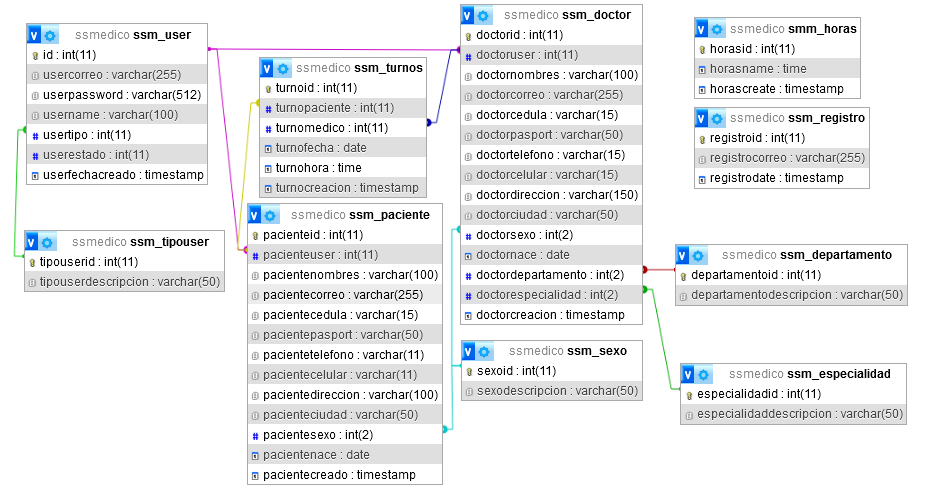 ssmedico ssm_user
id : int(11)
usercorreo : varchar(255)
userpassword : varchar(512)
username : varchar(100)
usertipo : int(11)
userestado : int(11)
userfechacreado : timestamp
ssmedico ssm_tipouser
tipouserid : int(11)
tipouserdescripcion : varchar(50)
ssmedico ssm_turnos
turnoid : int(11)
turnopaciente : int(11)
turnomedico : int(11)
turnofecha : date
turnohora : time
turnocreacion : timestamp
ssmedico ssm_paciente
pacienteid : int(11)
pacienteuser : int(11)
pacientenombres : varchar(100)
pacientecorreo : varchar(255)
pacientecedula : varchar(15)
pacientepasport : varchar(50)
pacientetelefono : varchar(11)
pacientecelular : varchar(11)
pacientedireccion : varchar(100)
pacienteciudad : varchar(50)
pacientesexo : int(2)
pacientenace : date
pacientecreado : timestamp
ssmedico ssm_doctor
doctorid : int(11)
doctoruser : int(11)
doctornombres : varchar(100)
doctorcorreo : varchar(255)
doctorcedula : varchar(15)
doctorpasport : varchar(50)
doctortelefono : varchar(15)
doctorcelular : varchar(15)
doctordireccion : varchar(150)
doctorciudad : varchar(50)
doctorsexo : int(2)
doctornace : date
doctordepartamento : int(2)
doctorespecialidad : int(2)
doctorcreacion : timestamp
ssmedico ssm_sexo
sexoid : int(11)
sexodescripcion : varchar(50)
ssmedico smm_horas
horasid : int(11)
horasname : time
horascreate : timestamp
ssmedico ssm_registro
registroid : int(11)
registrocorreo : varchar(255)
registrodate : timestamp
ssmedico ssm_departamento
departamentoid : int(11)
departamentodescripcion : varchar(50)
ssmedico ssm_especialidad
especialidadid : int(11)
especialidaddescripcion : varchar(50)